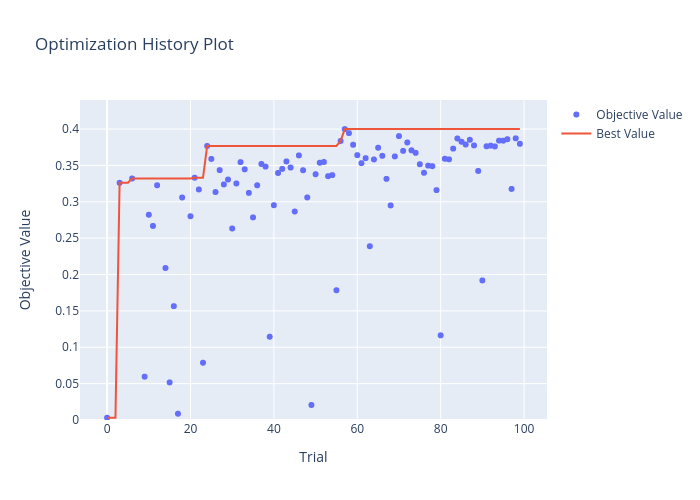 Optimization History Plot
Objective Value
Best Value
0.4
0.35
0.3
0.25
0.2
0.15
0.1
0.05
0
0 20 40 60 80 100
Objective Value
Trial